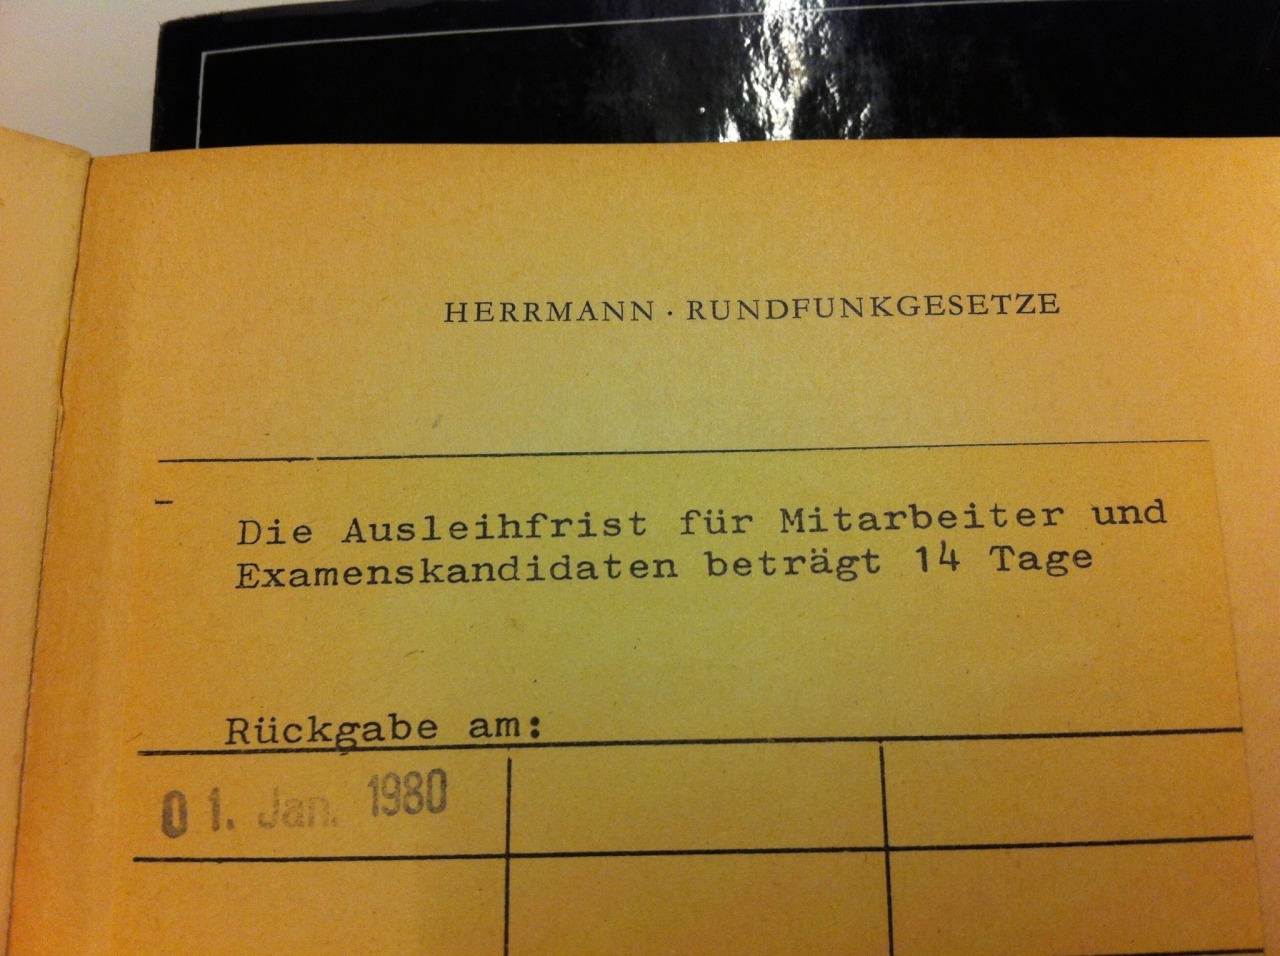 HERRMANN · RUNDFUNKGESETZE
Die Ausleihfrist für Mitarbeiter und
Examenskandidaten beträgt 14 Tage
Rückgabe am:
01. Jan. 1980